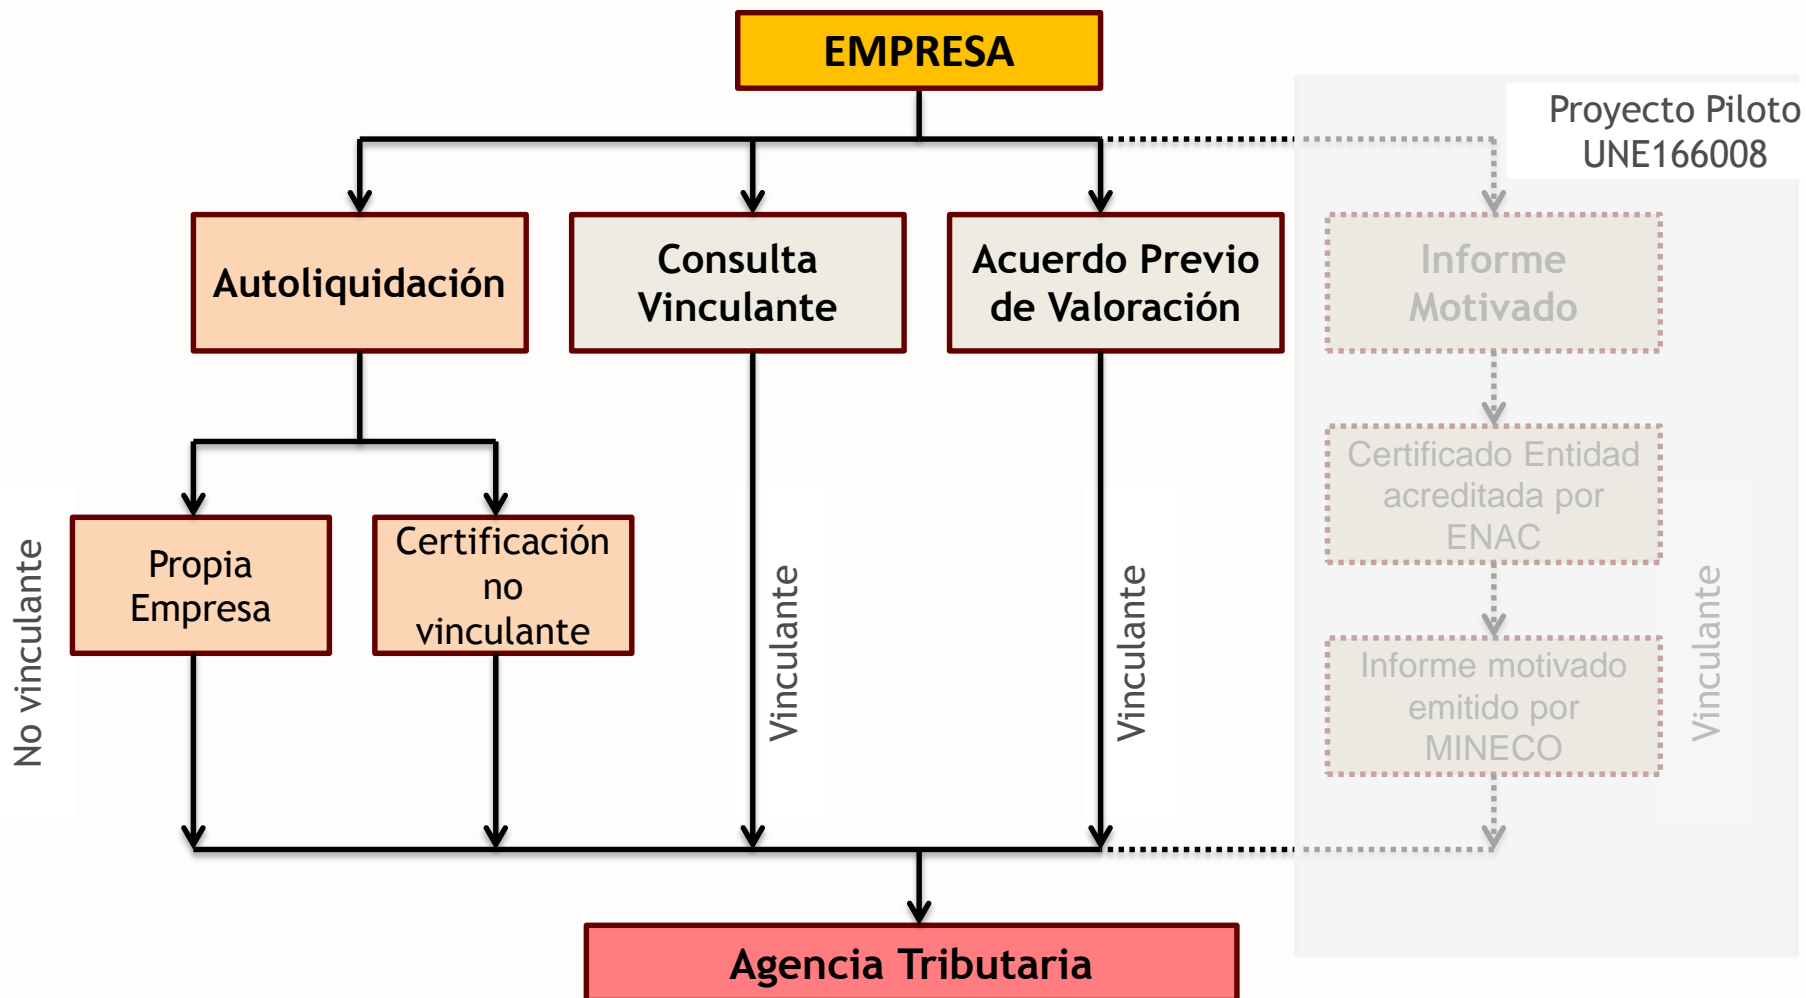 EMPRESA
Proyecto Piloto
UNE166008
Autoliquidación
Consulta
Vinculante
Acuerdo Previo
de Valoración
Informe
Motivado
Certificado Entidad
acreditada por
ENAC
No vinculante
Propia
Empresa
Certificación
no
vinculante
Vinculante
Vinculante
Informe motivado
emitido por
MINECO
Vinculante
Agencia Tributaria